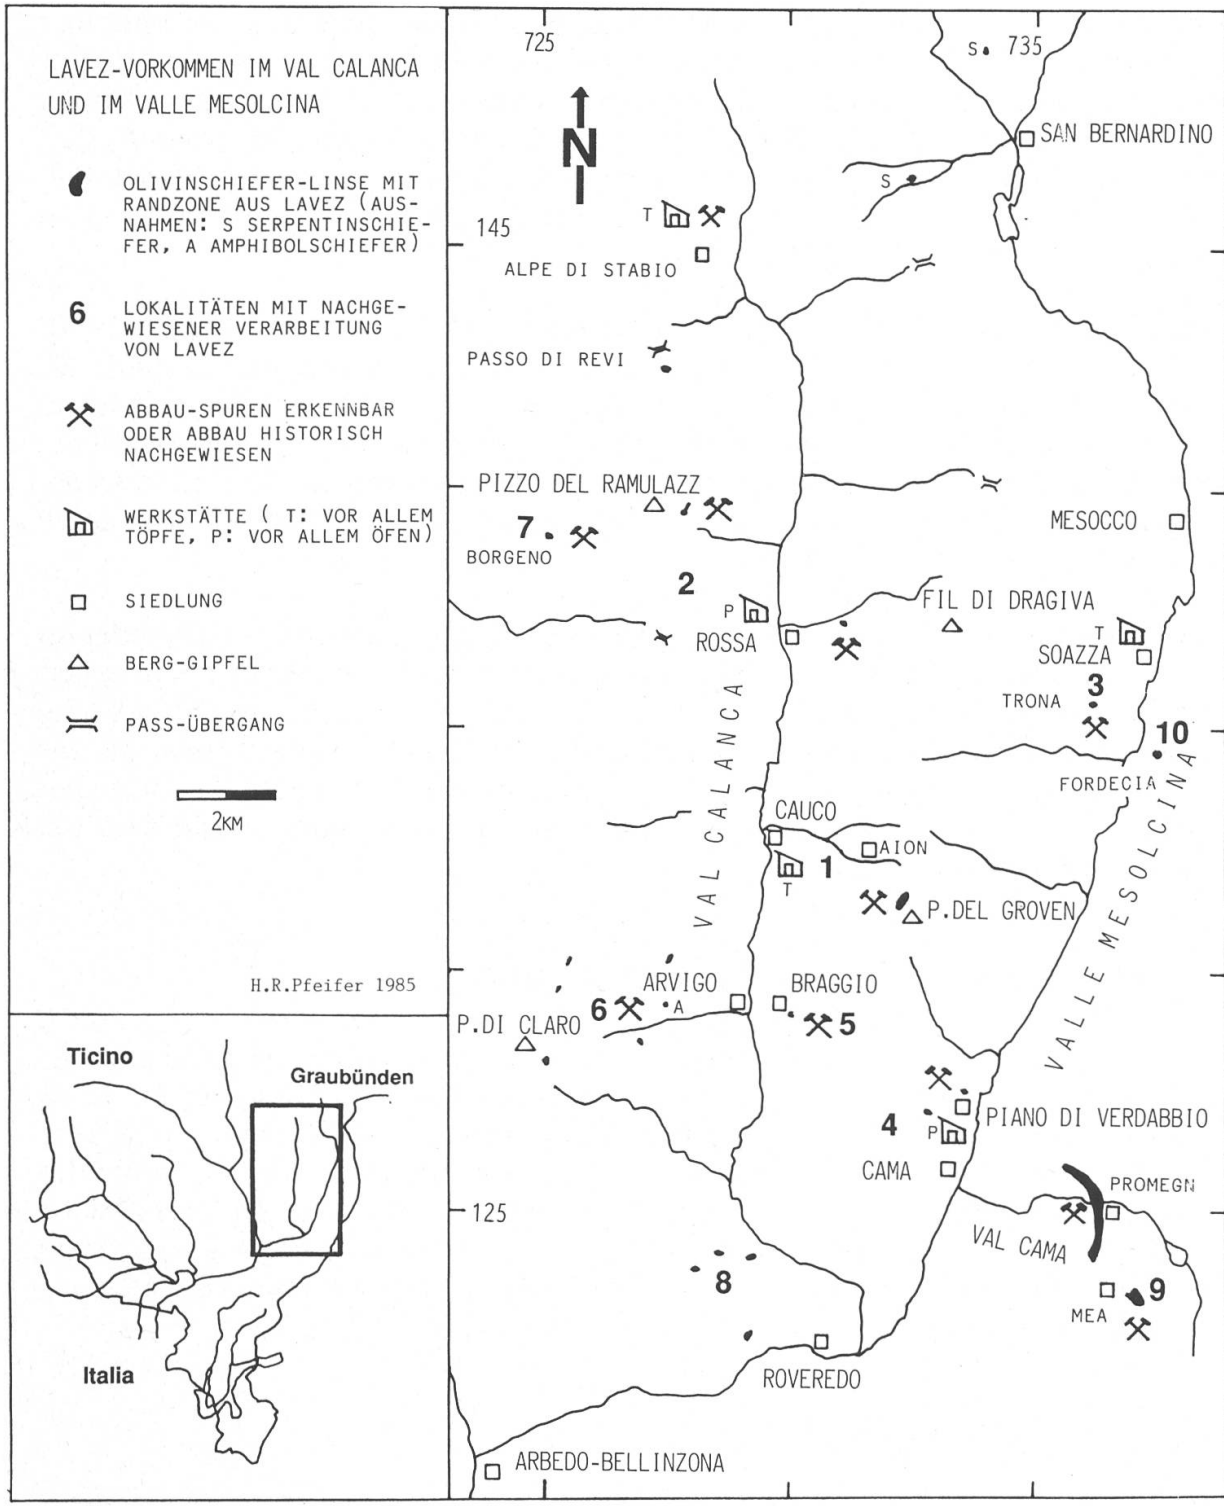 LAVEZ-VORKOMMEN IM VAL CALANCA
UND IM VALLE MESOLCINA
OLIVINSCHIEFER-LINSE MIT
RANDZONE AUS LAVEZ (AUS-
NAHMEN: S SERPENTINSCHIE-
FER, A AMPHIBOLSCHIEFER)
6
LOKALITÄTEN MIT NACHGE-
WIESENER VERARBEITUNG
VON LAVEZ
ABBAU-SPUREN ERKENNBAR
ODER ABBAU HISTORISCH
NACHGEWIESEN
WERKSTÄTTE ( T: VOR ALLEM
TÖPFE, P: VOR ALLEM ÖFEN)
SIEDLUNG
BERG-GIPFEL
PASS-ÜBERGANG
2KM
H.R.Pfeifer 1985
Ticino
Graubünden
Italia
725
S
735
N
SAN BERNARDINO
S
T
145
ALPE DI STABIO
PASSO DI REVI
PIZZO DEL RAMULAZZ
7
BORGENO
MESOCCO
2
P
ROSSA
FIL DI DRAGIVA
T
SOAZZA
3
TRONA
10
FORDECIA
VAL CALANCA
VALLE MESOLCINA
CAUCO
AION
1
T
P.DEL GROVEN
ARVIGO
BRAGGIO
6
A
5
P.DI CLARO
4
P
PIANO DI VERDABBIO
CAMA
PROMEGN
125
VAL CAMA
8
9
MEA
ROVEREDO
ARBEDO-BELLINZONA